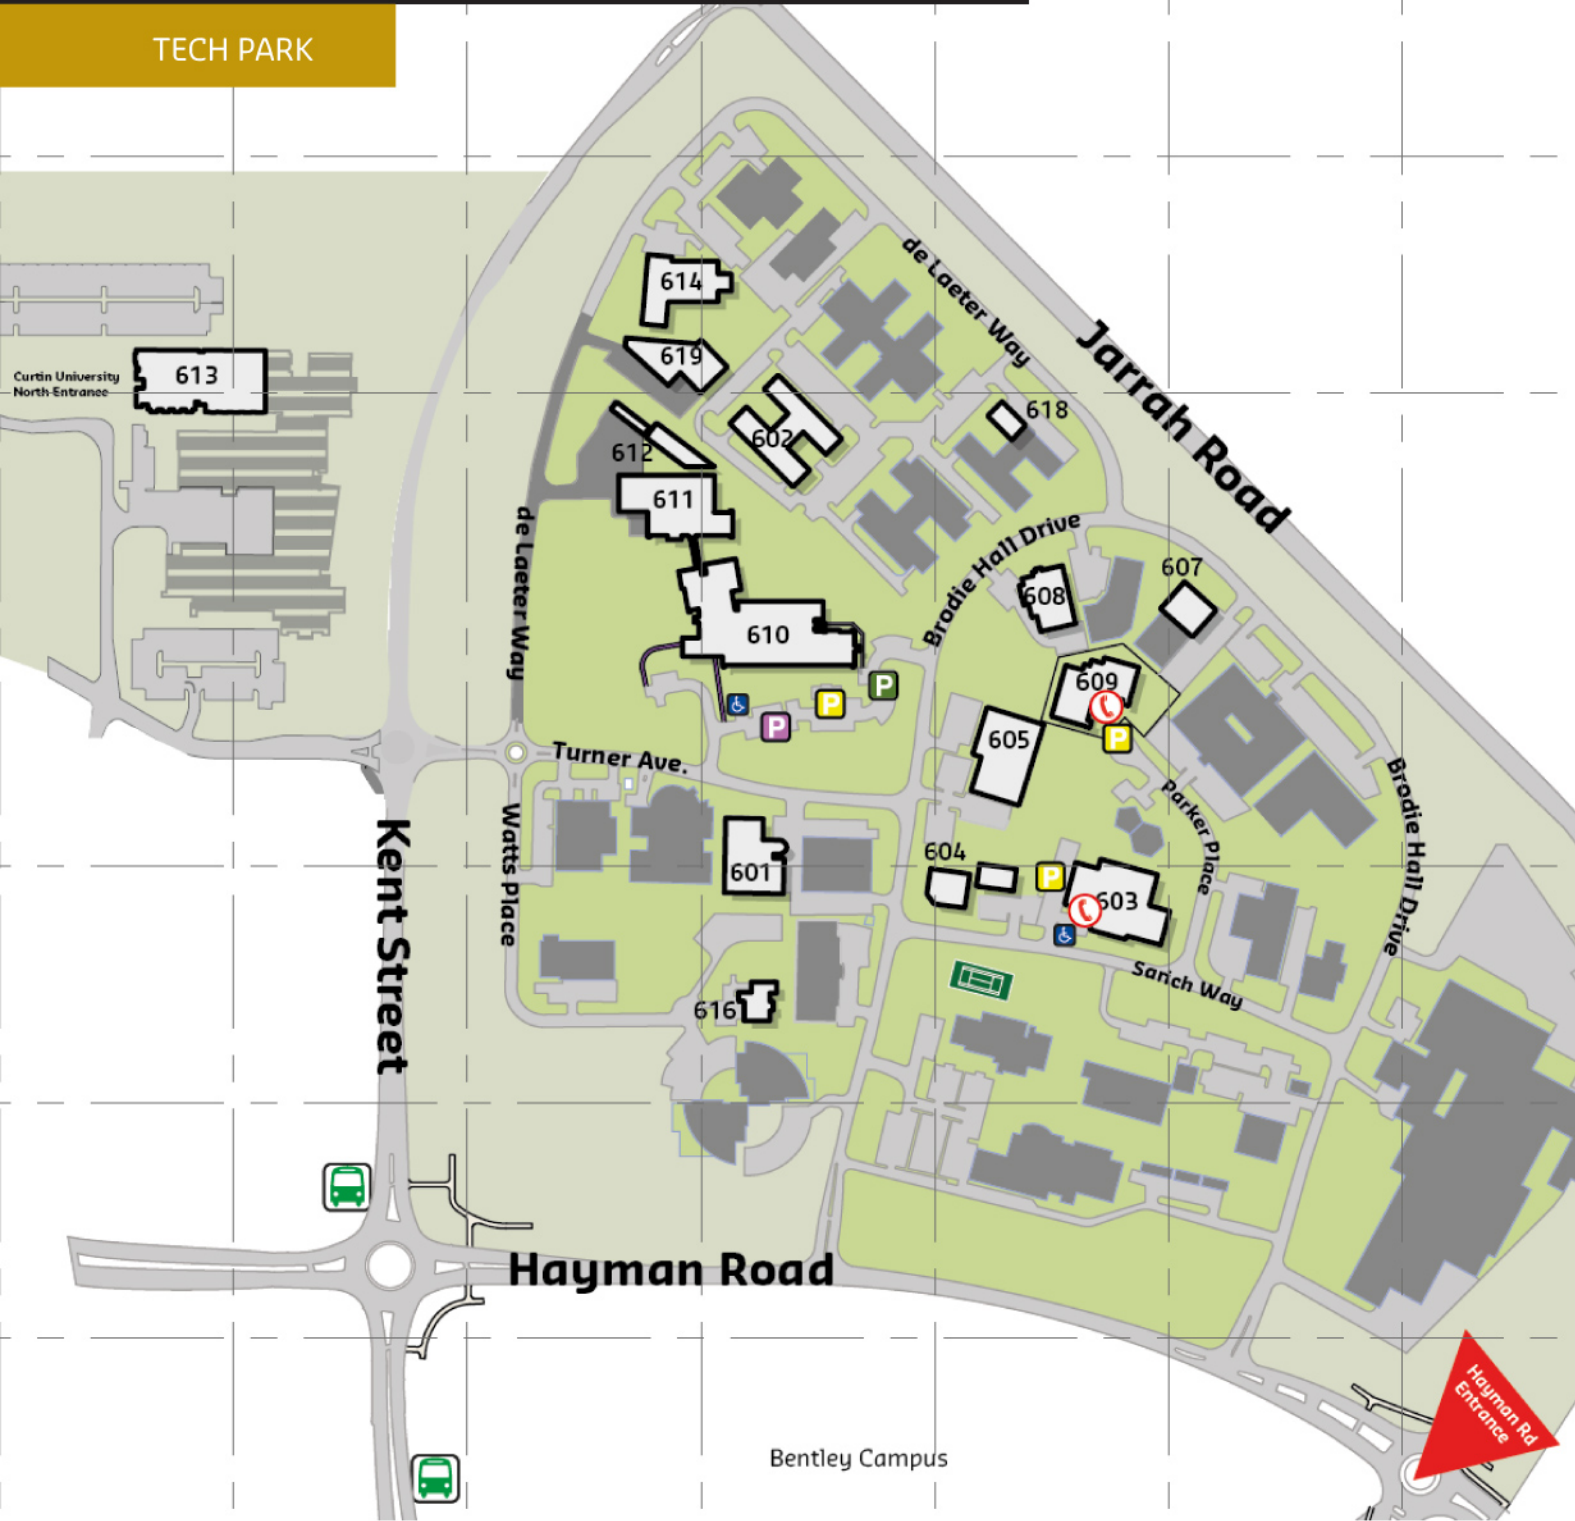 TECH PARK
de Laeter Way
614
Jarrah Road
619
613
Curtin University
North Entrance
618
602
612
611
de Laeter Way
Brodie Hall Drive
607
608
610
609
P
P
P
P
605
Turner Ave.
Parker Place
Brodie Hall Drive
Kent Street
Watts Place
604
601
P
603
Sarich Way
616
Hayman Road
Hayman Rd
Entrance
Bentley Campus